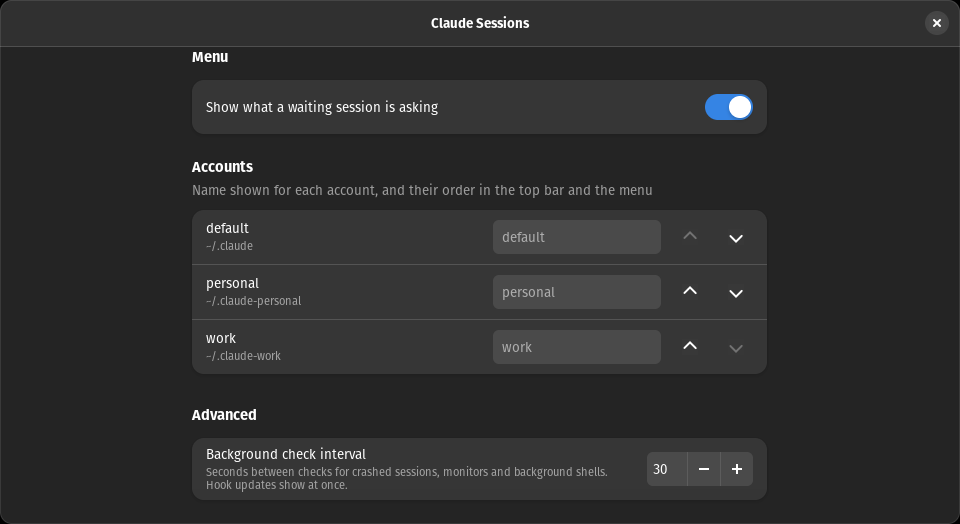 Claude Sessions
Menu
Show what a waiting session is asking
Accounts
Name shown for each account, and their order in the top bar and the menu
default
~/.claude
default
personal
~/.claude-personal
personal
work
~/.claude-work
work
Advanced
Background check interval
Seconds between checks for crashed sessions, monitors and background shells.
Hook updates show at once.
30